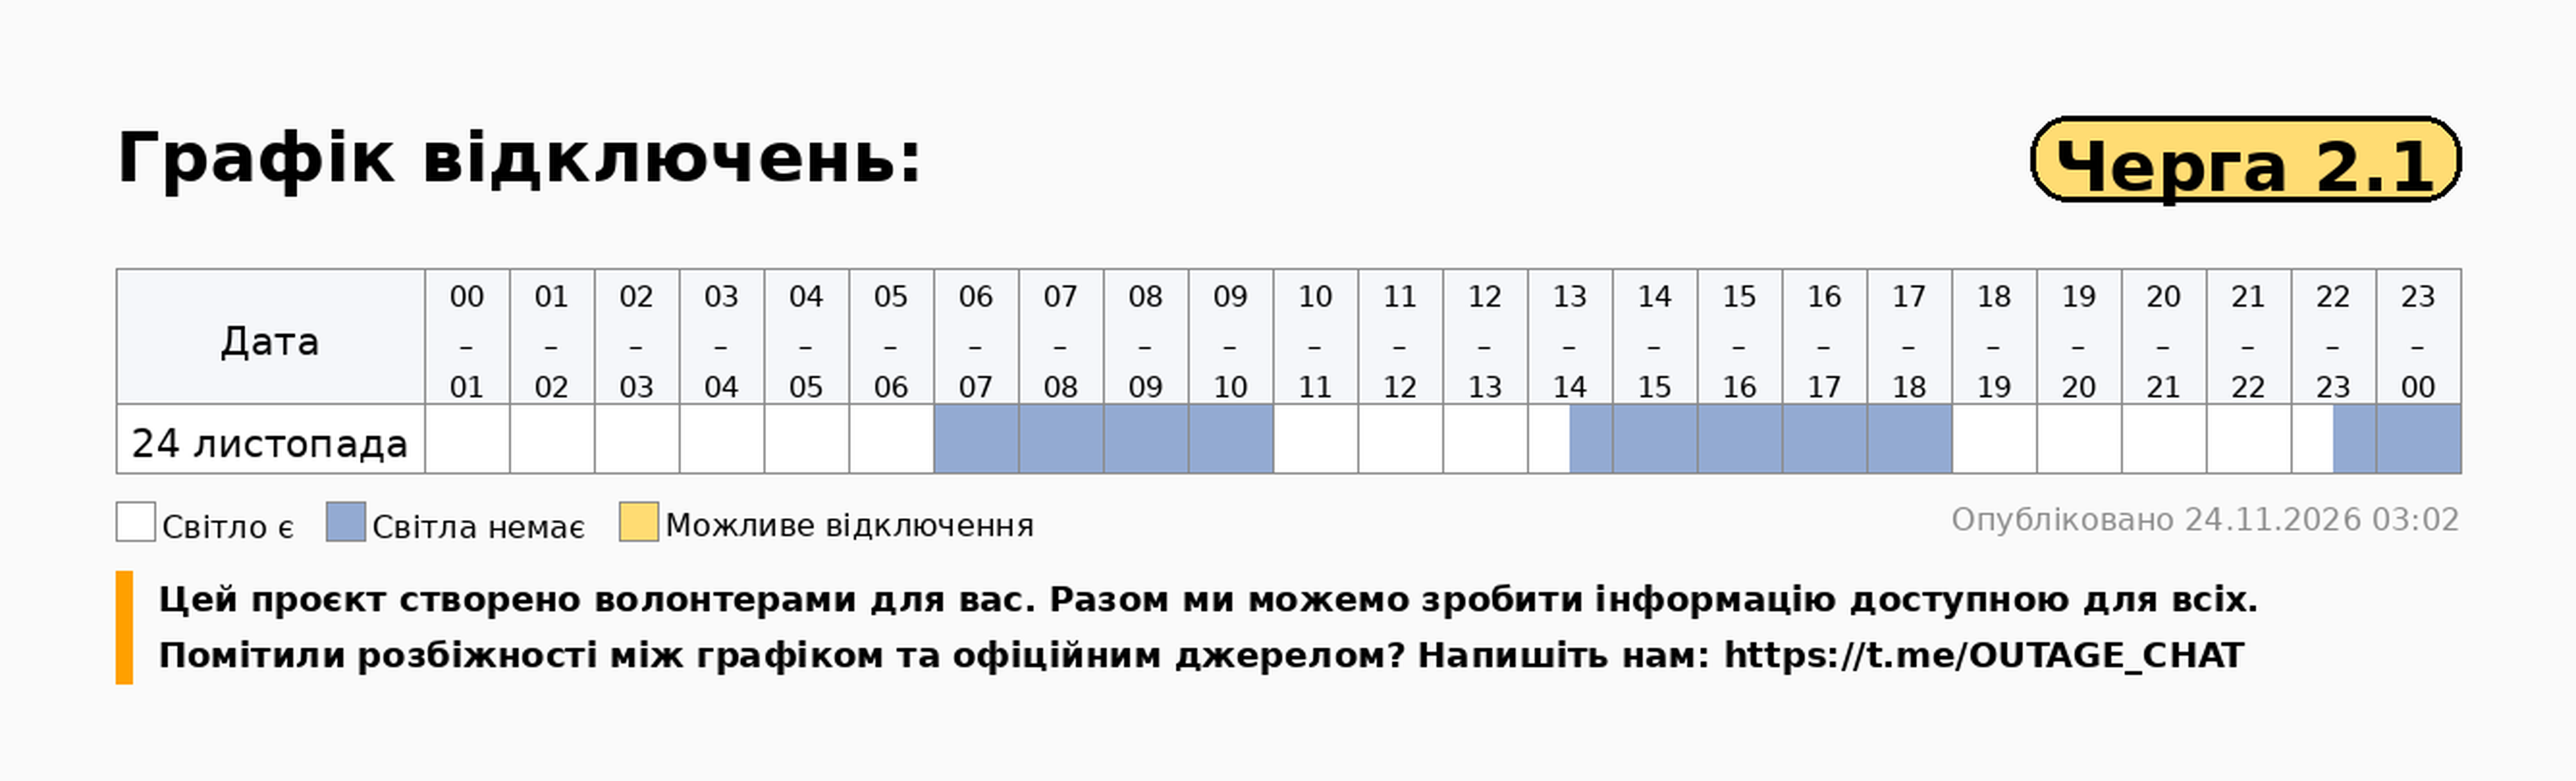 Графік відключень:
Черга 2.1
Дата
00 – 01
01 – 02
02 – 03
03 – 04
04 – 05
05 – 06
06 – 07
07 – 08
08 – 09
09 – 10
10 – 11
11 – 12
12 – 13
13 – 14
14 – 15
15 – 16
16 – 17
17 – 18
18 – 19
19 – 20
20 – 21
21 – 22
22 – 23
23 – 00
24 листопада
Світло є
Світла немає
Можливе відключення
Опубліковано 24.11.2026 03:02
Цей проєкт створено волонтерами для вас. Разом ми можемо зробити інформацію доступною для всіх.
Помітили розбіжності між графіком та офіційним джерелом? Напишіть нам: https://t.me/OUTAGE_CHAT